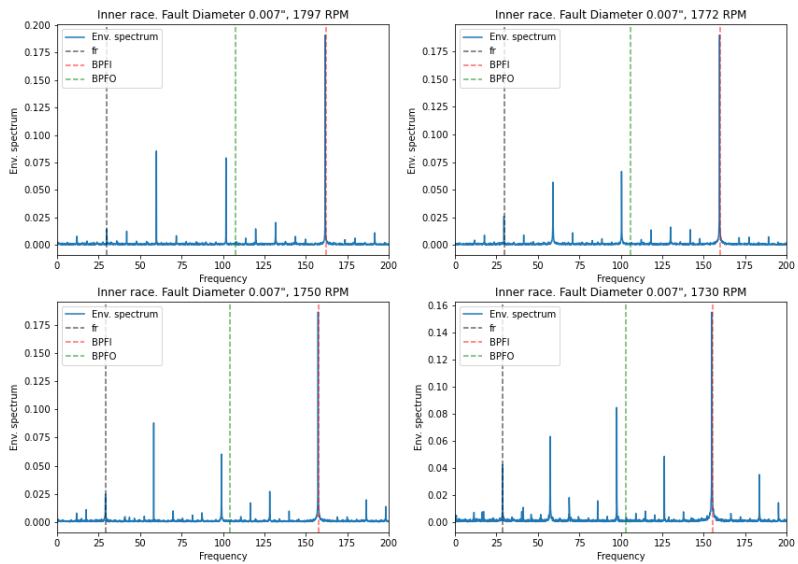 Inner race. Fault Diameter 0.007", 1797 RPM
Env. spectrum
fr
BPFI
BPFO
0.200
0.175
0.150
0.125
0.100
0.075
0.050
0.025
0.000
Env. spectrum
0 25 50 75 100 125 150 175 200
Frequency
Inner race. Fault Diameter 0.007", 1772 RPM
Env. spectrum
fr
BPFI
BPFO
0.175
0.150
0.125
0.100
0.075
0.050
0.025
0.000
Env. spectrum
0 25 50 75 100 125 150 175 200
Frequency
Inner race. Fault Diameter 0.007", 1750 RPM
Env. spectrum
fr
BPFI
BPFO
0.175
0.150
0.125
0.100
0.075
0.050
0.025
0.000
Env. spectrum
0 25 50 75 100 125 150 175 200
Frequency
Inner race. Fault Diameter 0.007", 1730 RPM
Env. spectrum
fr
BPFI
BPFO
0.16
0.14
0.12
0.10
0.08
0.06
0.04
0.02
0.00
Env. spectrum
0 25 50 75 100 125 150 175 200
Frequency